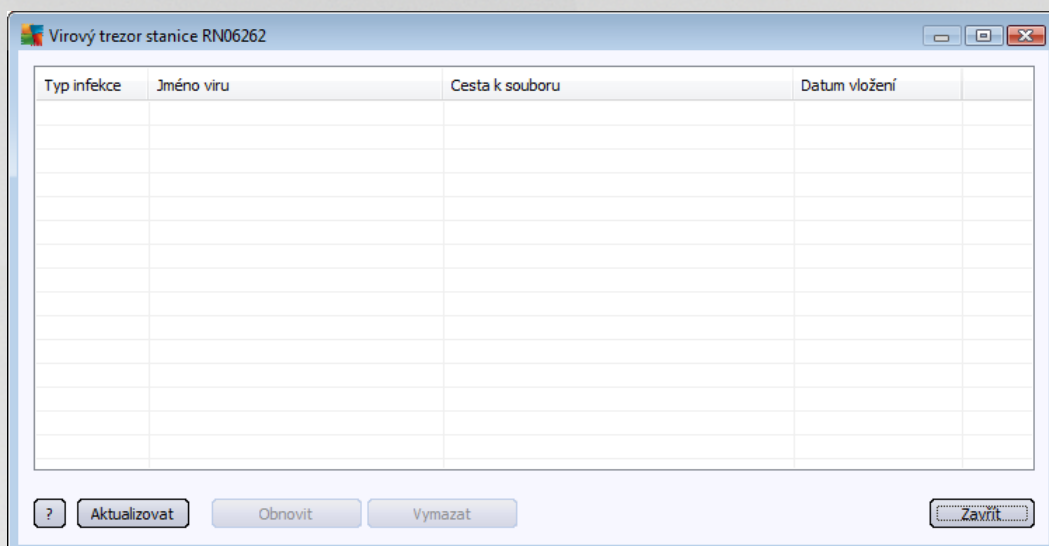 Virový trezor stanice RN06262
Typ infekce Jméno viru Cesta k souboru Datum vložení
? Aktualizovat Obnovit Vymazat Zavřít